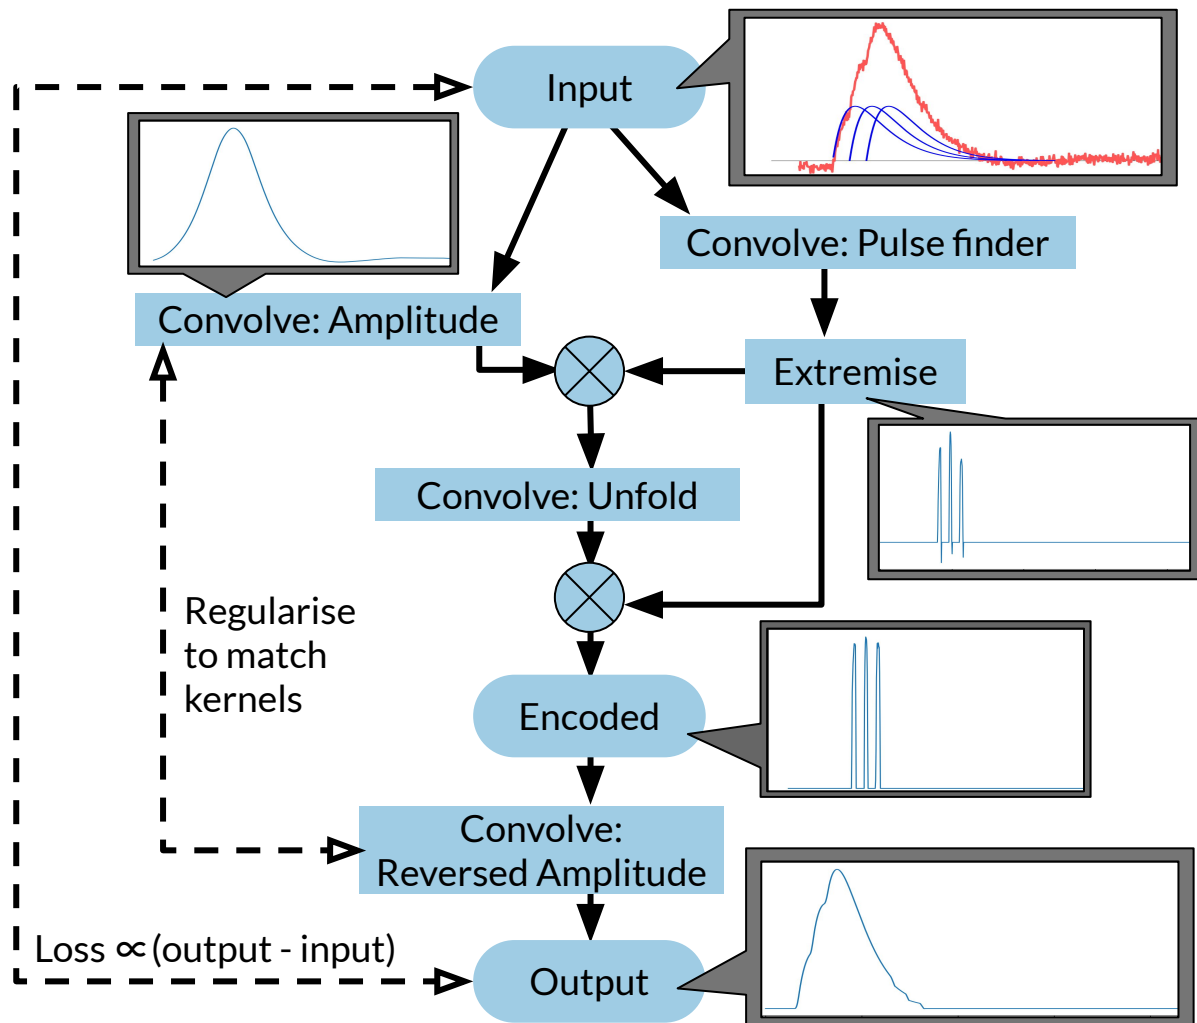 Input
Convolve: Pulse finder
Convolve: Amplitude
Extremise
Convolve: Unfold
Regularise
to match
kernels
Encoded
Convolve:
Reversed Amplitude
Loss ∝ (output - input)
Output